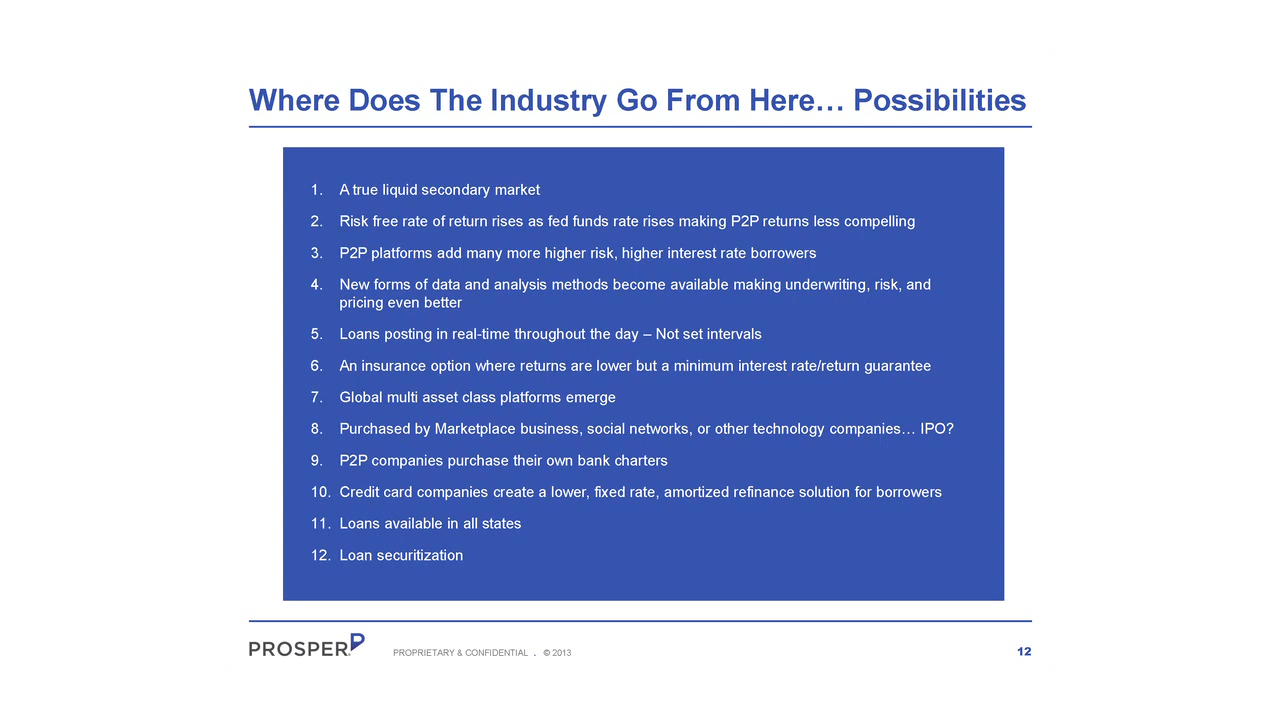 Where Does The Industry Go From Here… Possibilities
1. A true liquid secondary market
2. Risk free rate of return rises as fed funds rate rises making P2P returns less compelling
3. P2P platforms add many more higher risk, higher interest rate borrowers
4. New forms of data and analysis methods become available making underwriting, risk, and
pricing even better
5. Loans posting in real-time throughout the day – Not set intervals
6. An insurance option where returns are lower but a minimum interest rate/return guarantee
7. Global multi asset class platforms emerge
8. Purchased by Marketplace business, social networks, or other technology companies… IPO?
9. P2P companies purchase their own bank charters
10. Credit card companies create a lower, fixed rate, amortized refinance solution for borrowers
11. Loans available in all states
12. Loan securitization
PROSPER
PROPRIETARY & CONFIDENTIAL . © 2013
12